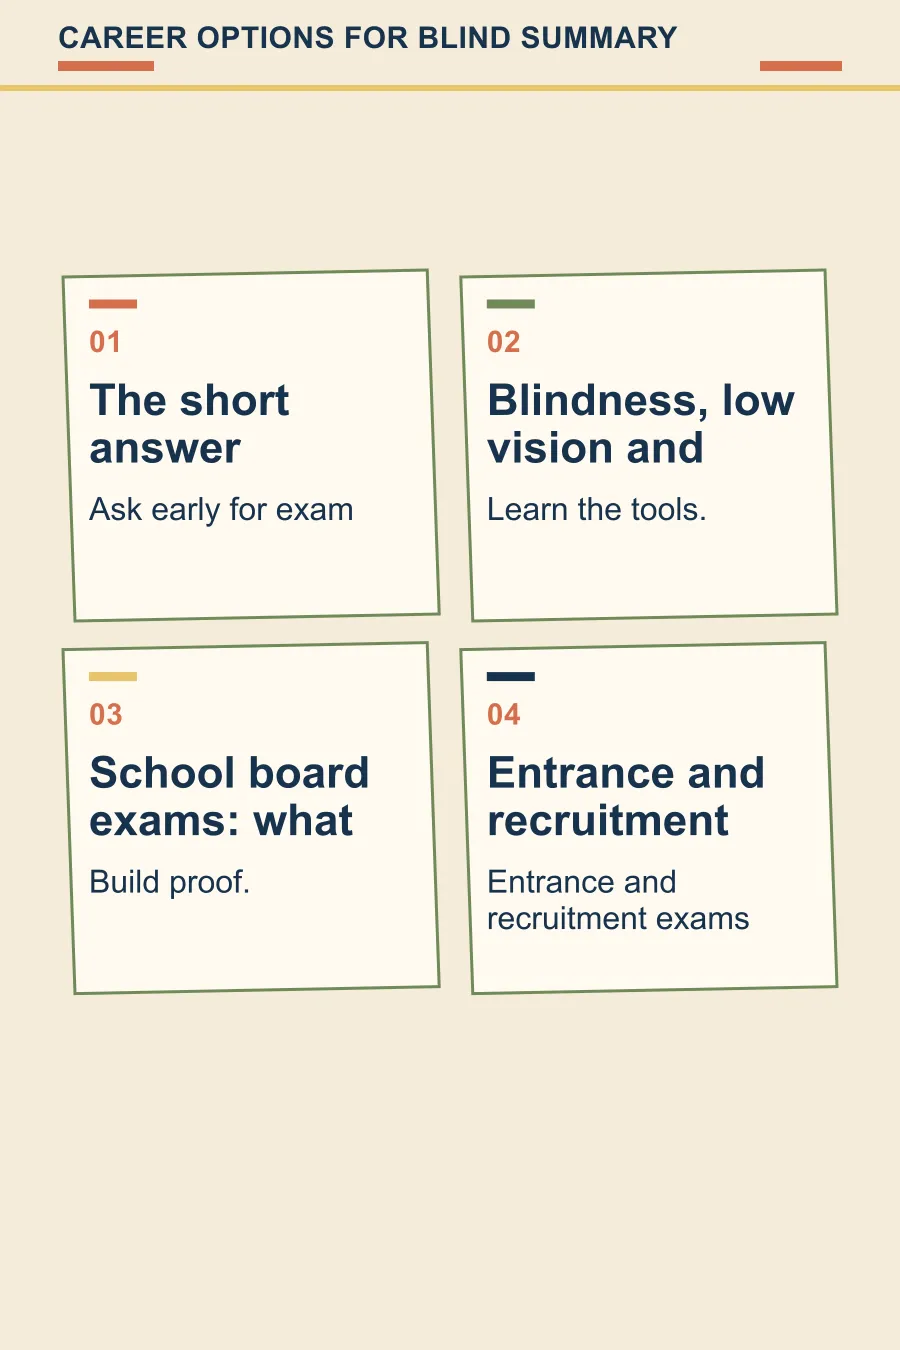 CAREER OPTIONS FOR BLIND SUMMARY
01
The short
answer
Ask early for exam
02
Blindness, low
vision and
Learn the tools.
03
School board
exams: what
Build proof.
04
Entrance and
recruitment
Entrance and
recruitment exams